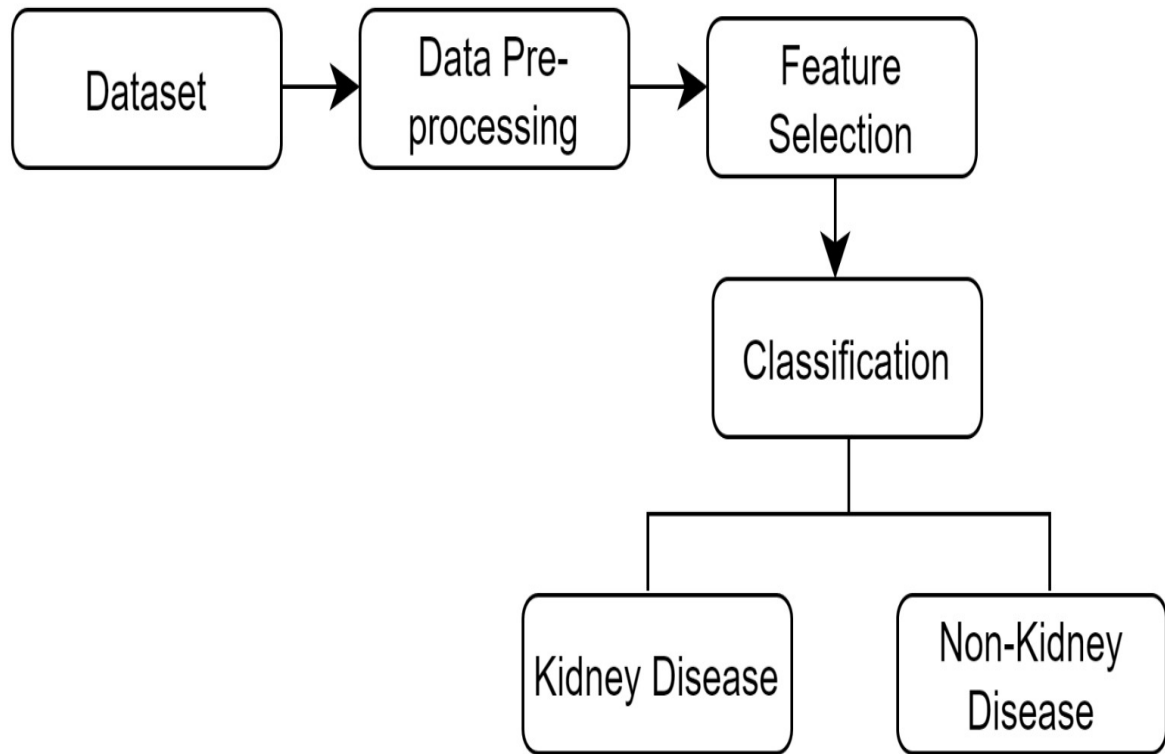 Dataset
Data Pre-
processing
Feature
Selection
Classification
Kidney Disease
Non-Kidney
Disease